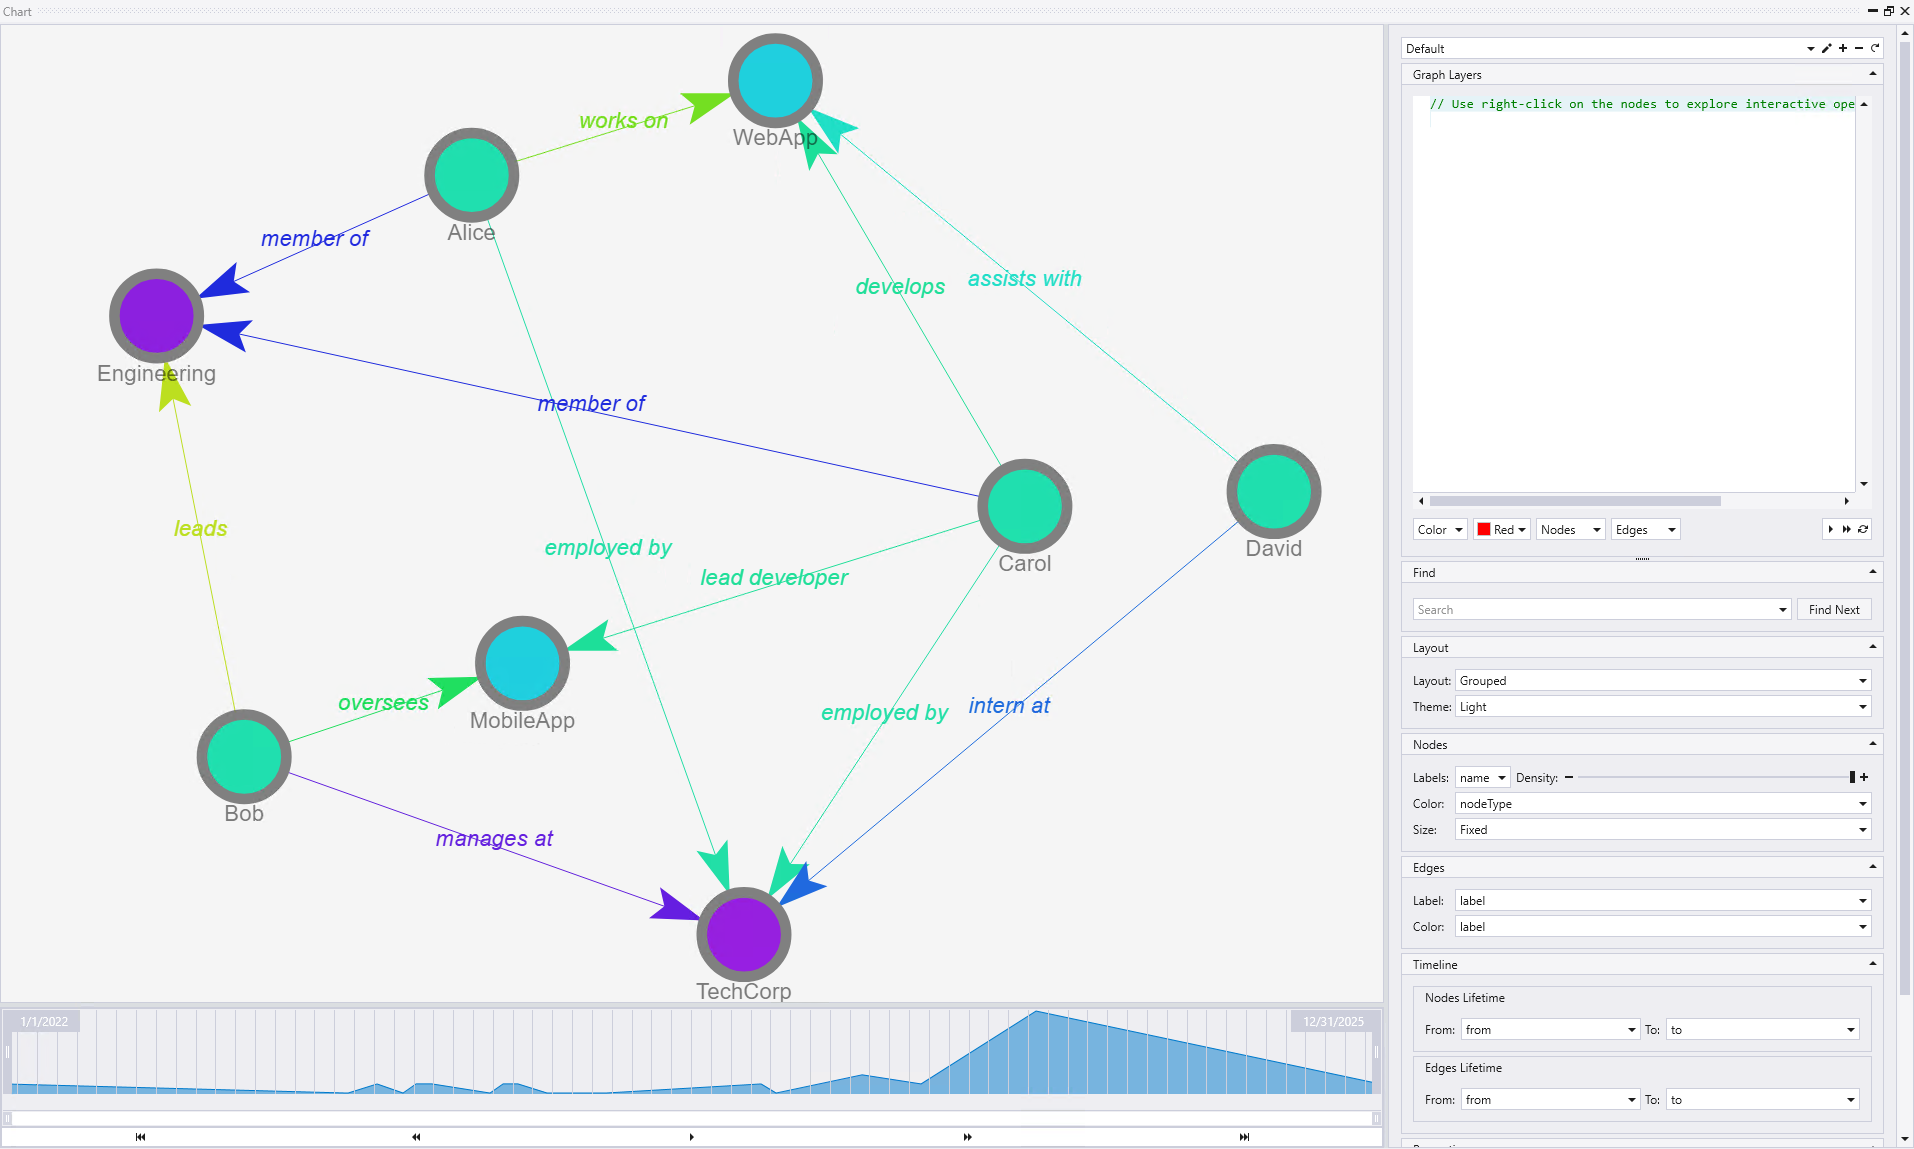 Chart
WebApp
works on
Alice
member of
Engineering
develops
assists with
member of
leads
employed by
lead developer
Carol
David
oversees
MobileApp
employed by
intern at
Bob
manages at
TechCorp
1/1/2022
12/31/2025
Default
Graph Layers
// Use right-click on the nodes to explore interactive ope
Color
Red
Nodes
Edges
Find
Search
Find Next
Layout
Layout: Grouped
Theme: Light
Nodes
Labels: name Density:
Color: nodeType
Size: Fixed
Edges
Label: label
Color: label
Timeline
Nodes Lifetime
From: from To: to
Edges Lifetime
From: from To: to